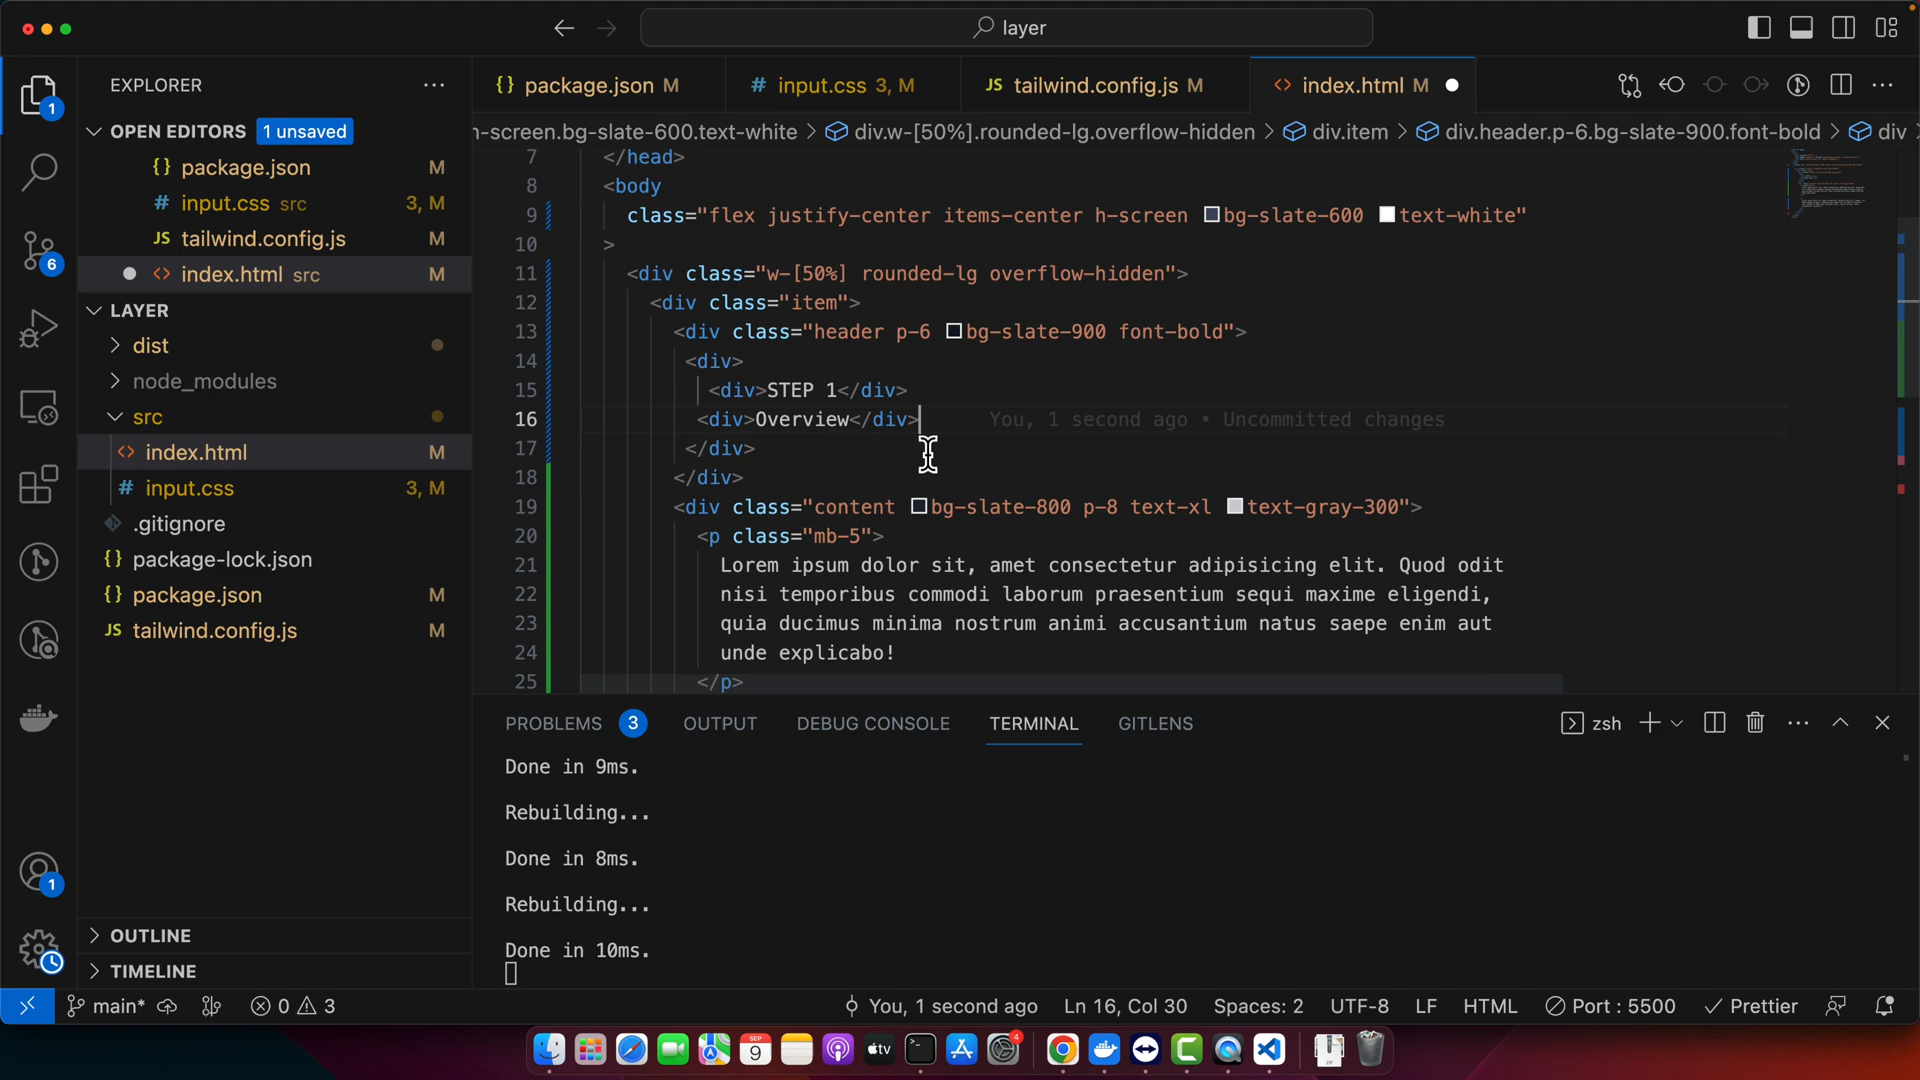 layer
EXPLORER
OPEN EDITORS 1 unsaved
{} package.json M
# input.css src 3, M
JS tailwind.config.js M
<> index.html src M
LAYER
dist
node_modules
src
<> index.html M
# input.css 3, M
.gitignore
{} package-lock.json
{} package.json M
JS tailwind.config.js M
OUTLINE
TIMELINE
1
6
1
{} package.json M
# input.css 3, M
JS tailwind.config.js M
<> index.html M
n-screen.bg-slate-600.text-white > div.w-[50%].rounded-lg.overflow-hidden > div.item > div.header.p-6.bg-slate-900.font-bold > div >
7 </head>
8 <body
9 class="flex justify-center items-center h-screen bg-slate-600 text-white"
10 >
11 <div class="w-[50%] rounded-lg overflow-hidden">
12 <div class="item">
13 <div class="header p-6 bg-slate-900 font-bold">
14 <div>
15 <div>STEP 1</div>
16 <div>Overview</div> You, 1 second ago • Uncommitted changes
17 </div>
18 </div>
19 <div class="content bg-slate-800 p-8 text-xl text-gray-300">
20 <p class="mb-5">
21 Lorem ipsum dolor sit, amet consectetur adipisicing elit. Quod odit
22 nisi temporibus commodi laborum praesentium sequi maxime eligendi,
23 quia ducimus minima nostrum animi accusantium natus saepe enim aut
24 unde explicabo!
25 </p>
PROBLEMS 3 OUTPUT DEBUG CONSOLE TERMINAL GITLENS
zsh
Done in 9ms.
Rebuilding...
Done in 8ms.
Rebuilding...
Done in 10ms.
main* 0 3 You, 1 second ago Ln 16, Col 30 Spaces: 2 UTF-8 LF HTML Port : 5500 Prettier
SEP
9
tv
4
ZIP